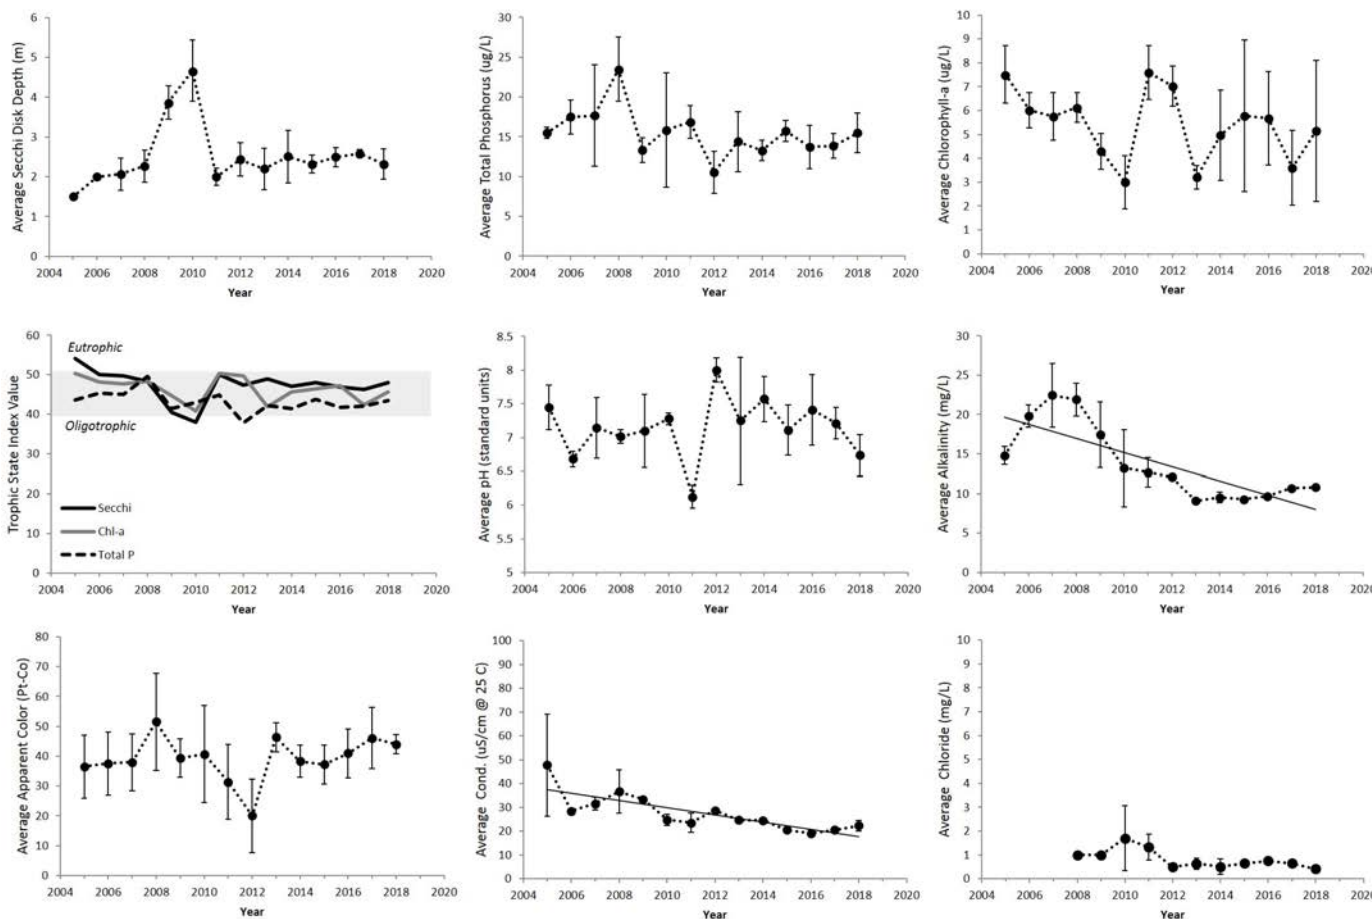 Average Secchi Disk Depth (m)
6
5
4
3
2
1
0
2004 2006 2008 2010 2012 2014 2016 2018 2020
Year
Average Total Phosphorus (ug/L)
30
25
20
15
10
5
0
2004 2006 2008 2010 2012 2014 2016 2018 2020
Year
Average Chlorophyll-a (ug/L)
10
9
8
7
6
5
4
3
2
1
0
2004 2006 2008 2010 2012 2014 2016 2018 2020
Year
Trophic State Index Value
60
50
40
30
20
10
0
Eutrophic
Oligotrophic
Secchi
Chl-a
Total P
2004 2006 2008 2010 2012 2014 2016 2018 2020
Year
Average pH (standard units)
8.5
8
7.5
7
6.5
6
5.5
5
2004 2006 2008 2010 2012 2014 2016 2018 2020
Year
Average Alkalinity (mg/L)
30
25
20
15
10
5
0
2004 2006 2008 2010 2012 2014 2016 2018 2020
Year
Average Apparent Color (Pt-Co)
80
70
60
50
40
30
20
10
0
2004 2006 2008 2010 2012 2014 2016 2018 2020
Year
Average Cond. (uS/cm @ 25 C)
100
90
80
70
60
50
40
30
20
10
0
2004 2006 2008 2010 2012 2014 2016 2018 2020
Year
Average Chloride (mg/L)
10
9
8
7
6
5
4
3
2
1
0
2004 2006 2008 2010 2012 2014 2016 2018 2020
Year